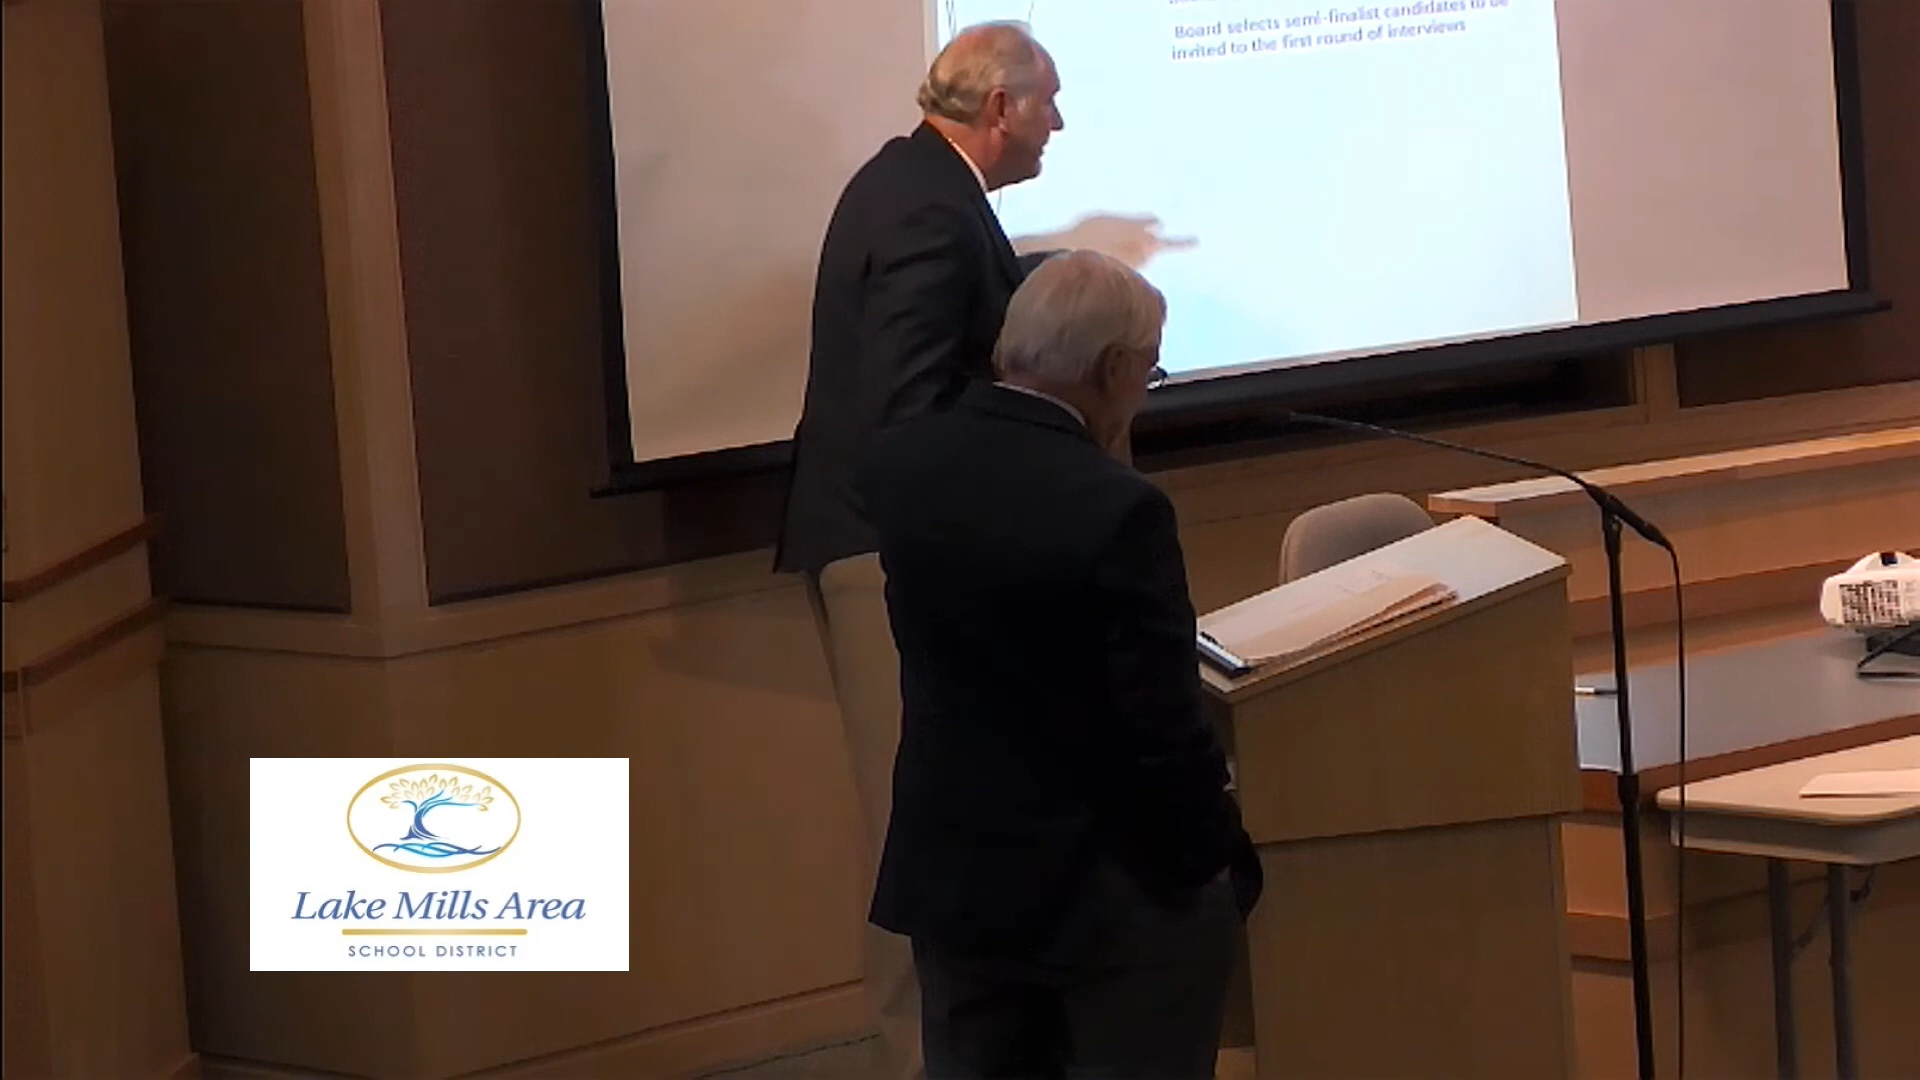 Board selects semi-finalist candidates to be
invited to the first round of interviews
Lake Mills Area
SCHOOL DISTRICT